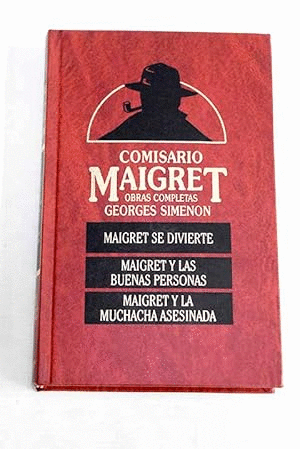 COMISARIO
MAIGRET
OBRAS COMPLETAS
GEORGES SIMENON
MAIGRET SE DIVIERTE
MAIGRET Y LAS
BUENAS PERSONAS
MAIGRET Y LA
MUCHACHA ASESINADA